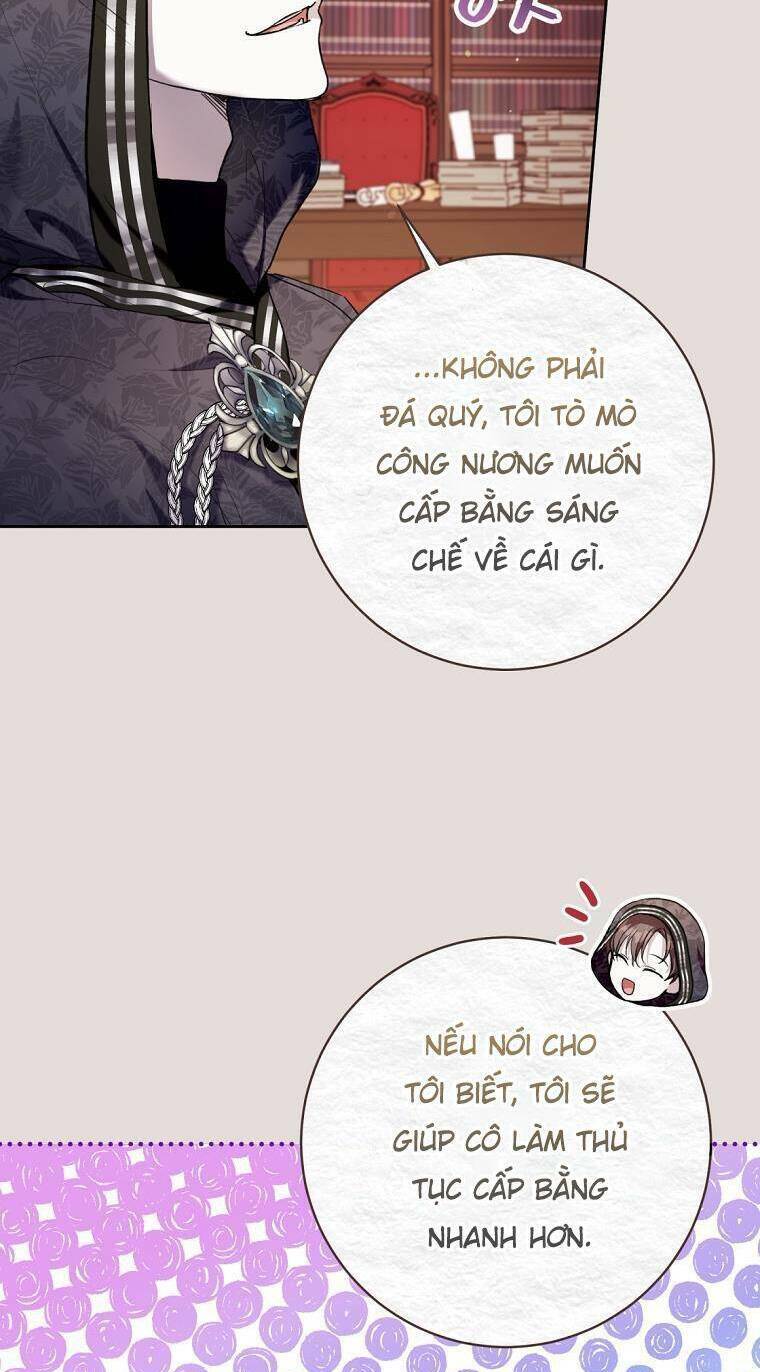 ...KHÔNG PHẢI
ĐÁ QUÝ, TÔI TÒ MÒ
CÔNG NƯƠNG MUỐN
CẤP BẰNG SÁNG
CHẾ VỀ CÁI GÌ.
NẾU NÓI CHO
TÔI BIẾT, TÔI SẼ
GIÚP CÔ LÀM THỦ
TỤC CẤP BẰNG
NHANH HƠN.